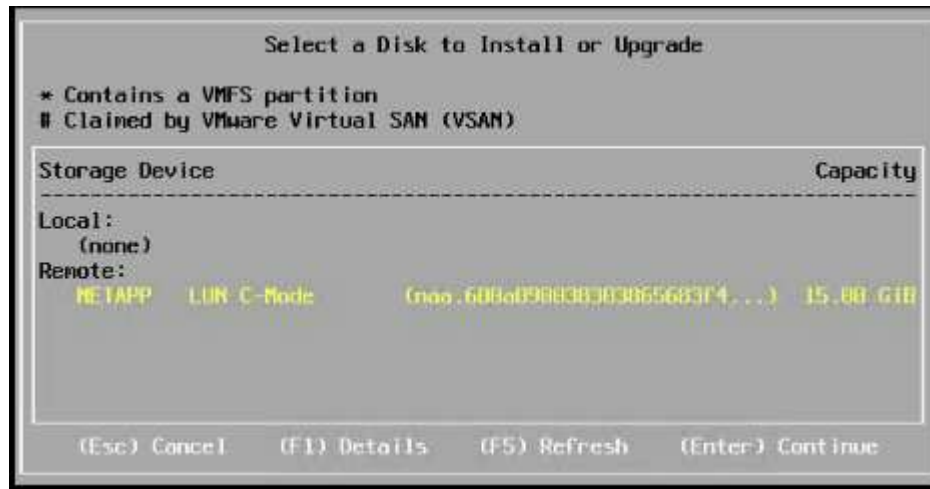 Select a Disk to Install or Upgrade
* Contains a VMFS partition
# Claimed by VMware Virtual SAN (VSAN)
Storage Device Capacity
Local:
(none)
Remote:
NETAPP LUN C-Mode 15.00 GiB
(Esc) Cancel (F1) Details (F5) Refresh (Enter) Continue